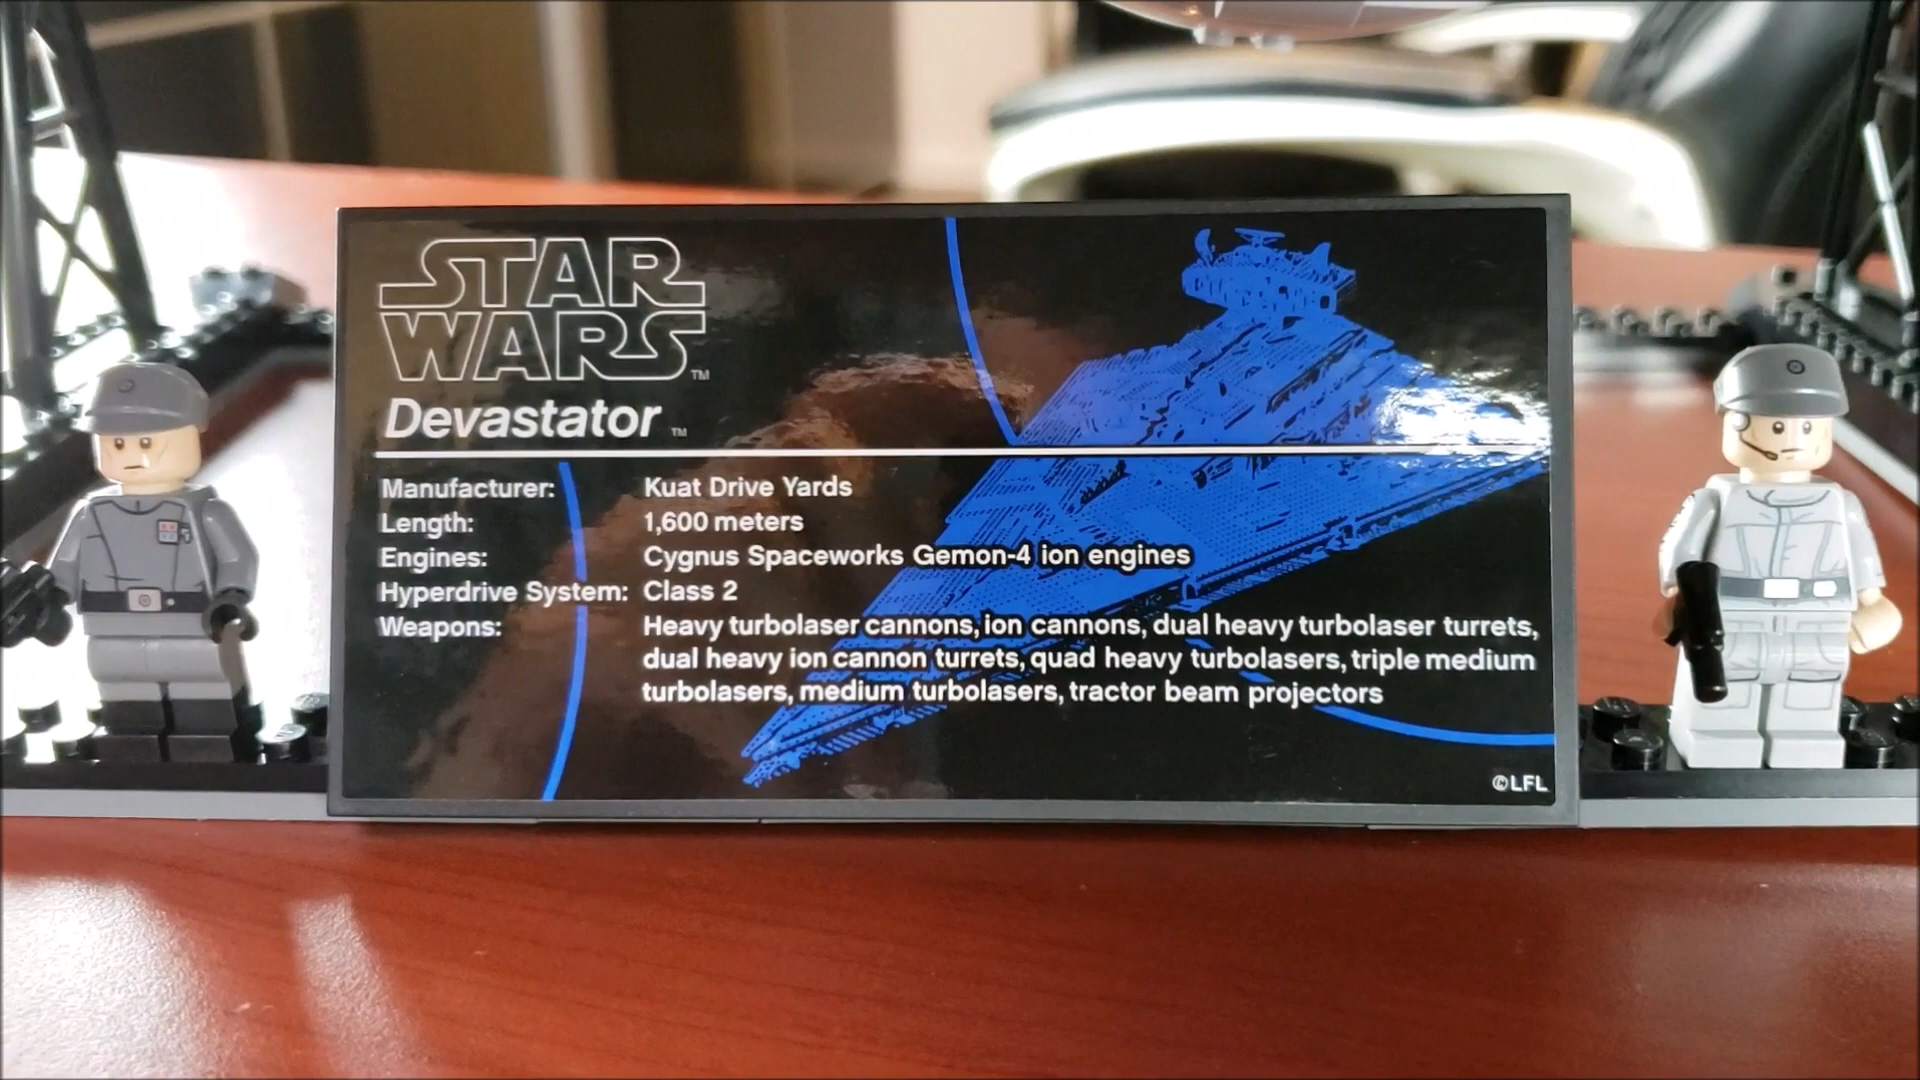 STAR
WARS™
Devastator ™
Manufacturer: Kuat Drive Yards
Length: 1,600 meters
Engines: Cygnus Spaceworks Gemon-4 ion engines
Hyperdrive System: Class 2
Weapons: Heavy turbolaser cannons, ion cannons, dual heavy turbolaser turrets,
dual heavy ion cannon turrets, quad heavy turbolasers, triple medium
turbolasers, medium turbolasers, tractor beam projectors
©LFL